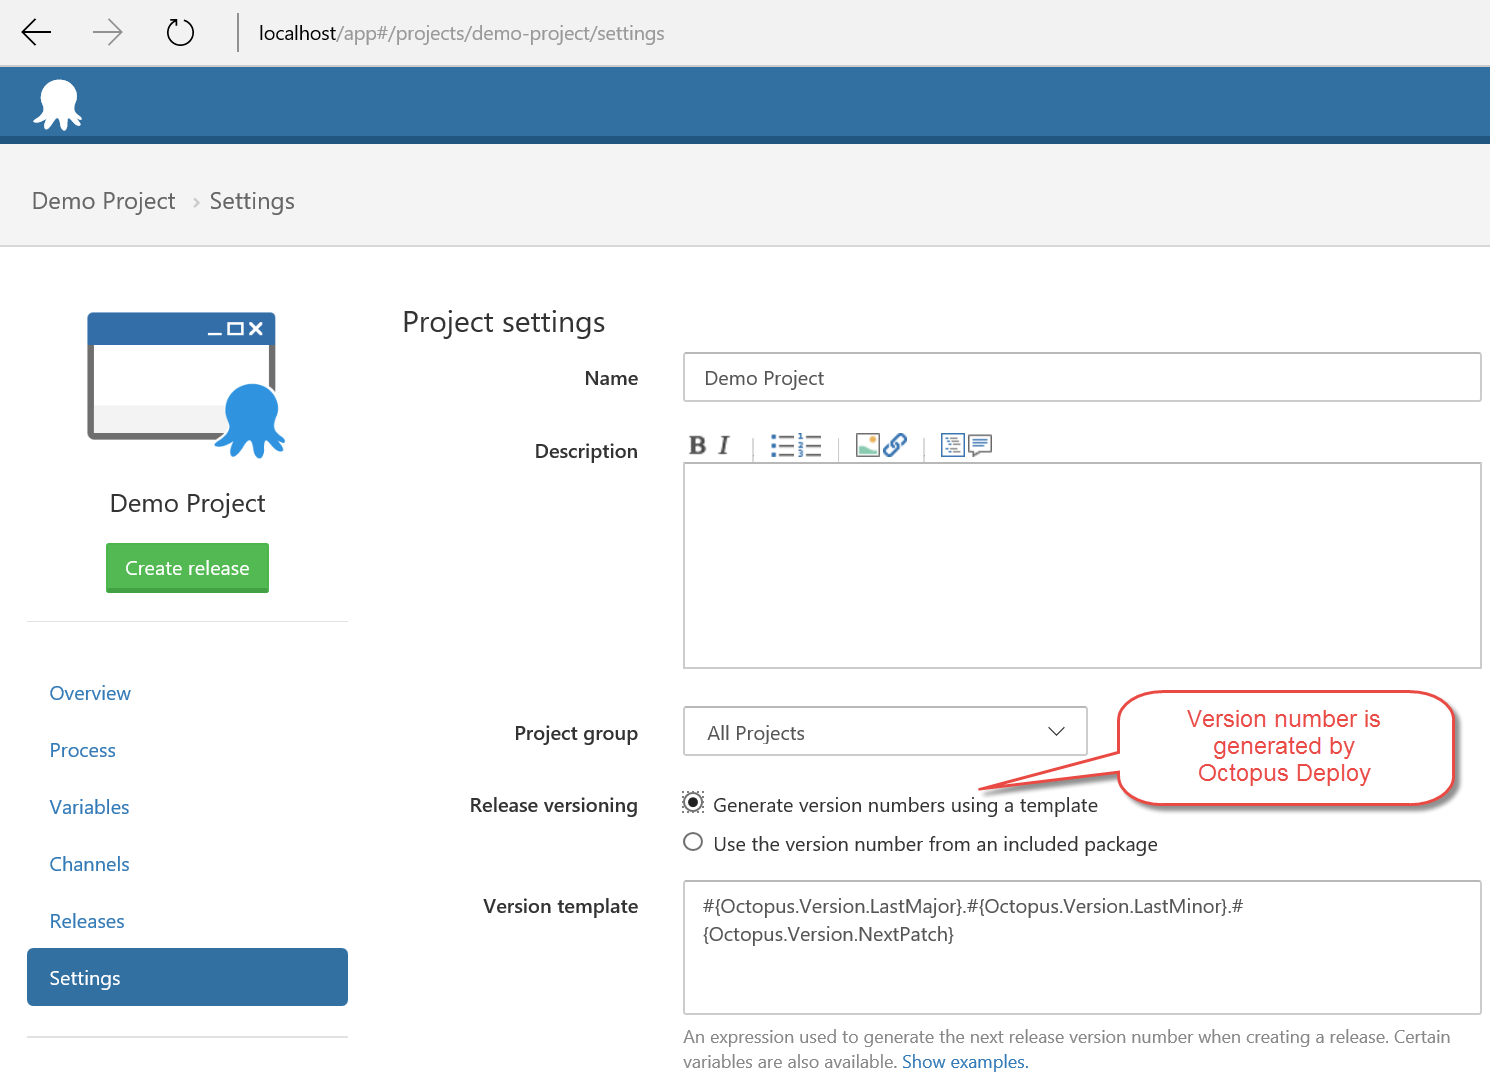 localhost/app#/projects/demo-project/settings
Demo Project › Settings
Demo Project
Create release
Overview
Process
Variables
Channels
Releases
Settings
Project settings
Name
Demo Project
Description
B I
Project group
All Projects
Version number is
generated by
Octopus Deploy
Release versioning
Generate version numbers using a template
Use the version number from an included package
Version template
#{Octopus.Version.LastMajor}.#{Octopus.Version.LastMinor}.#
{Octopus.Version.NextPatch}
An expression used to generate the next release version number when creating a release. Certain
variables are also available. Show examples.